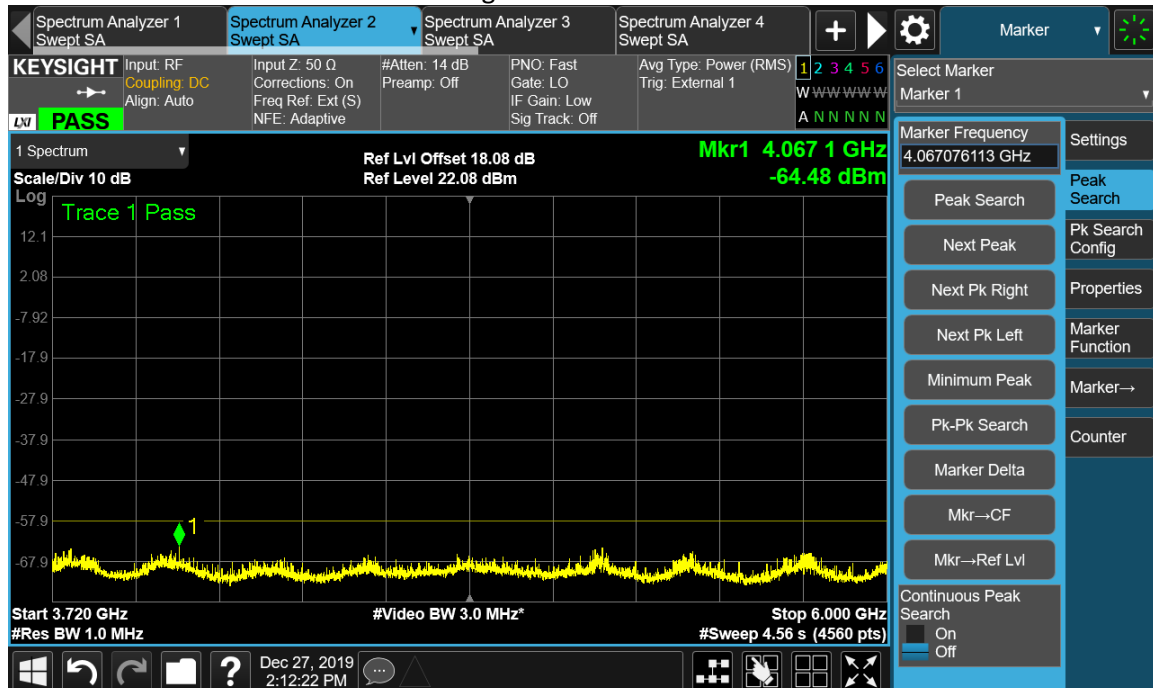 Spectrum Analyzer 1
Swept SA
Spectrum Analyzer 2
Swept SA
Spectrum Analyzer 3
Swept SA
Spectrum Analyzer 4
Swept SA
+
Marker
KEYSIGHT
LXI PASS
Input: RF
Coupling: DC
Align: Auto
Input Z: 50 Ω
Corrections: On
Freq Ref: Ext (S)
NFE: Adaptive
#Atten: 14 dB
Preamp: Off
PNO: Fast
Gate: LO
IF Gain: Low
Sig Track: Off
Avg Type: Power (RMS)
Trig: External 1
1 2 3 4 5 6
W W W W W W
A N N N N N
Select Marker
Marker 1
1 Spectrum
Scale/Div 10 dB
Ref Lvl Offset 18.08 dB
Ref Level 22.08 dBm
Mkr1 4.067 1 GHz
-64.48 dBm
Log
Trace 1 Pass
12.1
2.08
-7.92
-17.9
-27.9
-37.9
-47.9
-57.9
-67.9
1
Start 3.720 GHz
#Res BW 1.0 MHz
#Video BW 3.0 MHz*
Stop 6.000 GHz
#Sweep 4.56 s (4560 pts)
Marker Frequency
4.067076113 GHz
Peak Search
Next Peak
Next Pk Right
Next Pk Left
Minimum Peak
Pk-Pk Search
Marker Delta
Mkr→CF
Mkr→Ref Lvl
Continuous Peak
Search
On
Off
Settings
Peak
Search
Pk Search
Config
Properties
Marker
Function
Marker→
Counter
?
Dec 27, 2019
2:12:22 PM